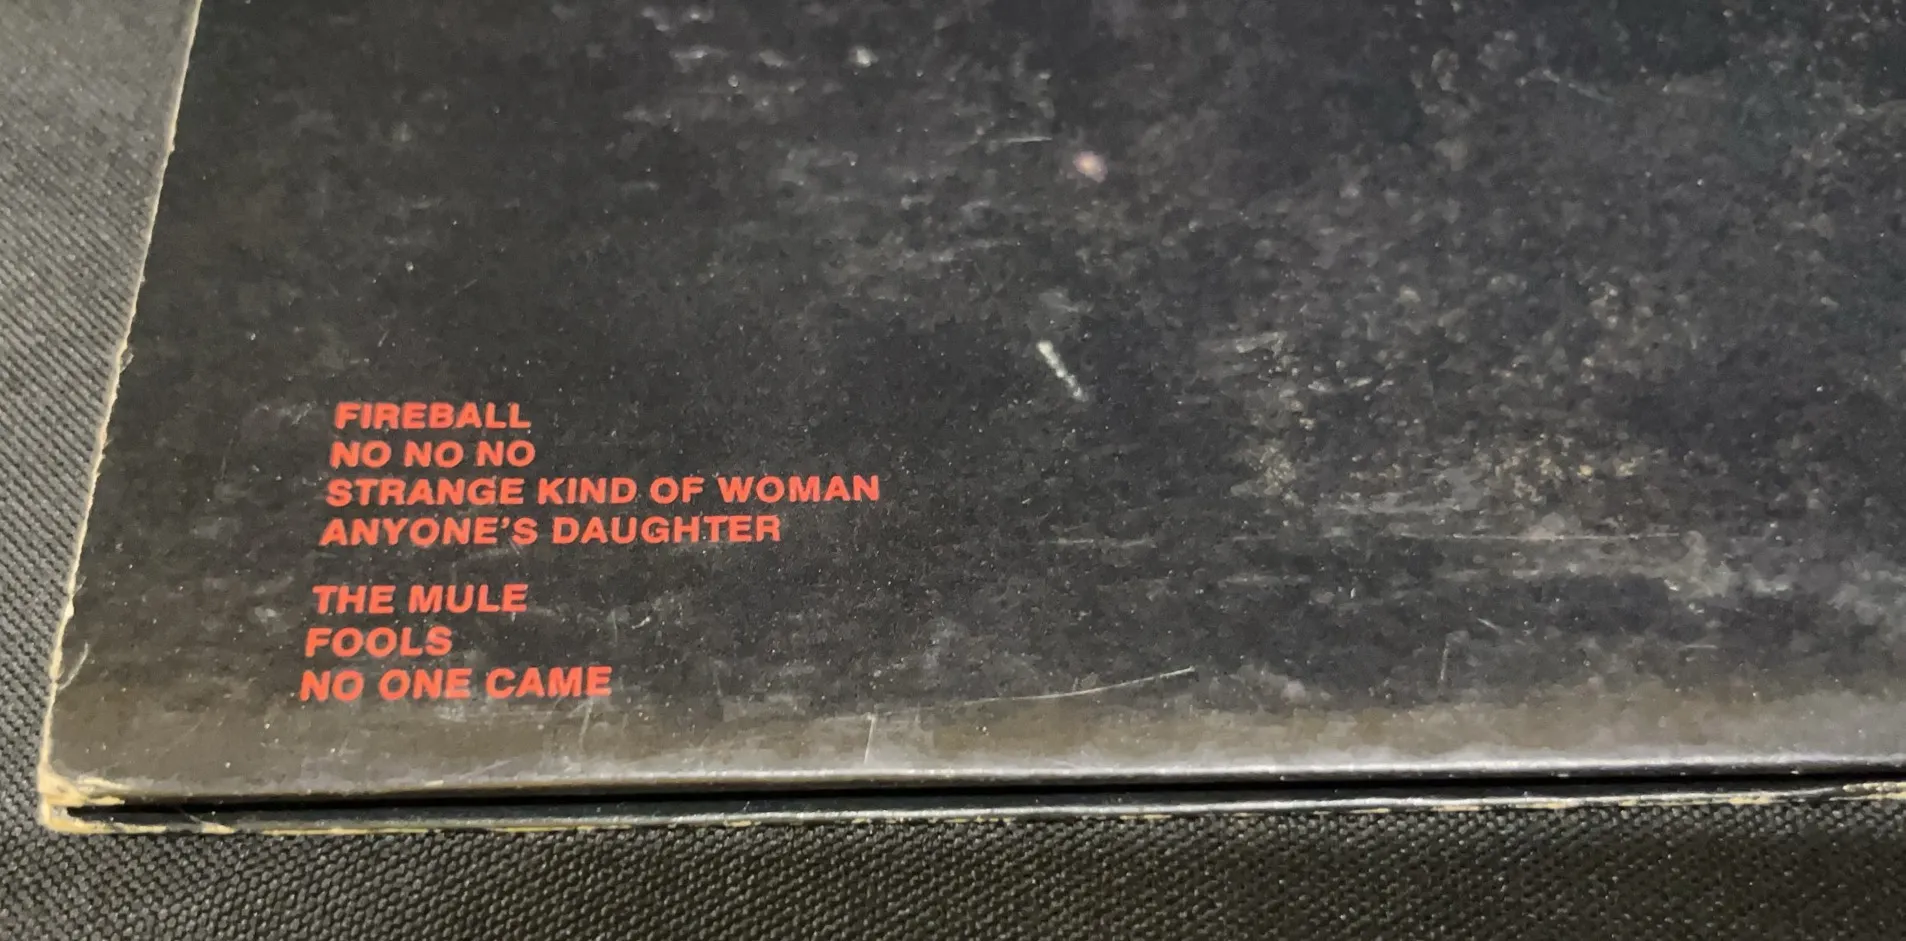 FIREBALL
NO NO NO
STRANGE KIND OF WOMAN
ANYONE'S DAUGHTER
THE MULE
FOOLS
NO ONE CAME